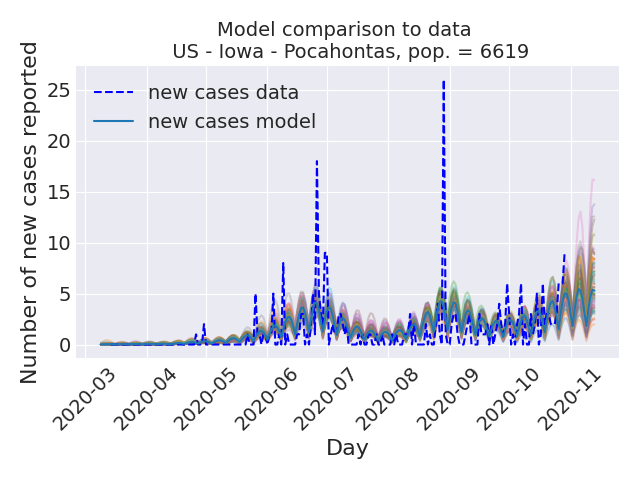 Model comparison to data
US - Iowa - Pocahontas, pop. = 6619
Number of new cases reported
25
20
15
10
5
0
new cases data
new cases model
2020-03
2020-04
2020-05
2020-06
2020-07
2020-08
2020-09
2020-10
2020-11
Day